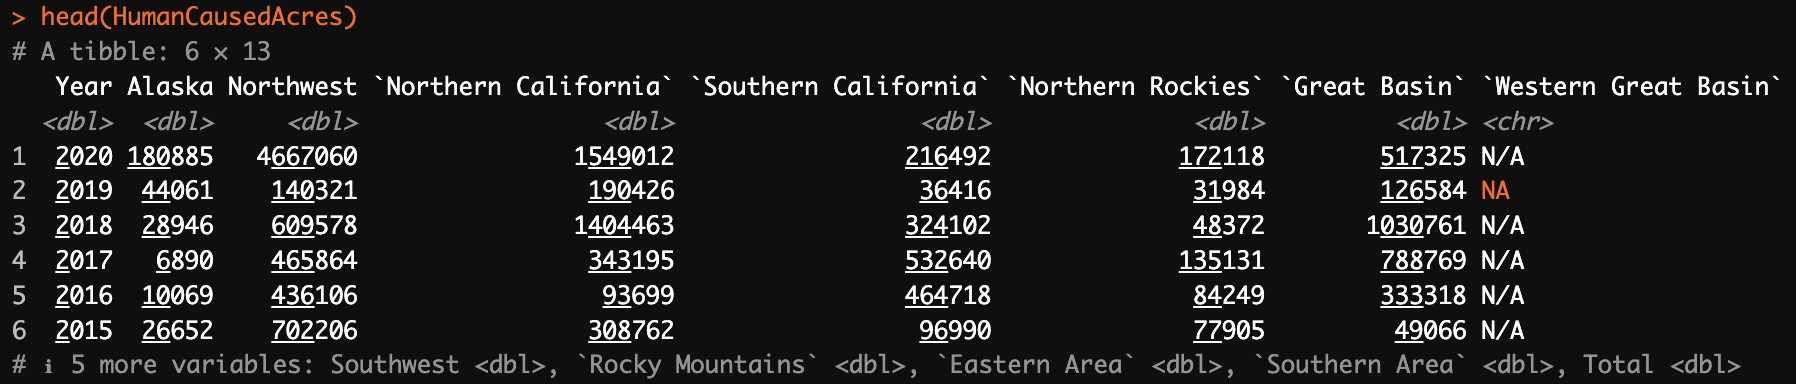 > head(HumanCausedAcres)
# A tibble: 6 × 13
Year Alaska Northwest `Northern California` `Southern California` `Northern Rockies` `Great Basin` `Western Great Basin`
<dbl> <dbl> <dbl> <dbl> <dbl> <dbl> <dbl> <chr>
1 2020 180885 4667060 1549012 216492 172118 517325 N/A
2 2019 44061 140321 190426 36416 31984 126584 NA
3 2018 28946 609578 1404463 324102 48372 1030761 N/A
4 2017 6890 465864 343195 532640 135131 788769 N/A
5 2016 10069 436106 93699 464718 84249 333318 N/A
6 2015 26652 702206 308762 96990 77905 49066 N/A
# ℹ 5 more variables: Southwest <dbl>, `Rocky Mountains` <dbl>, `Eastern Area` <dbl>, `Southern Area` <dbl>, Total <dbl>